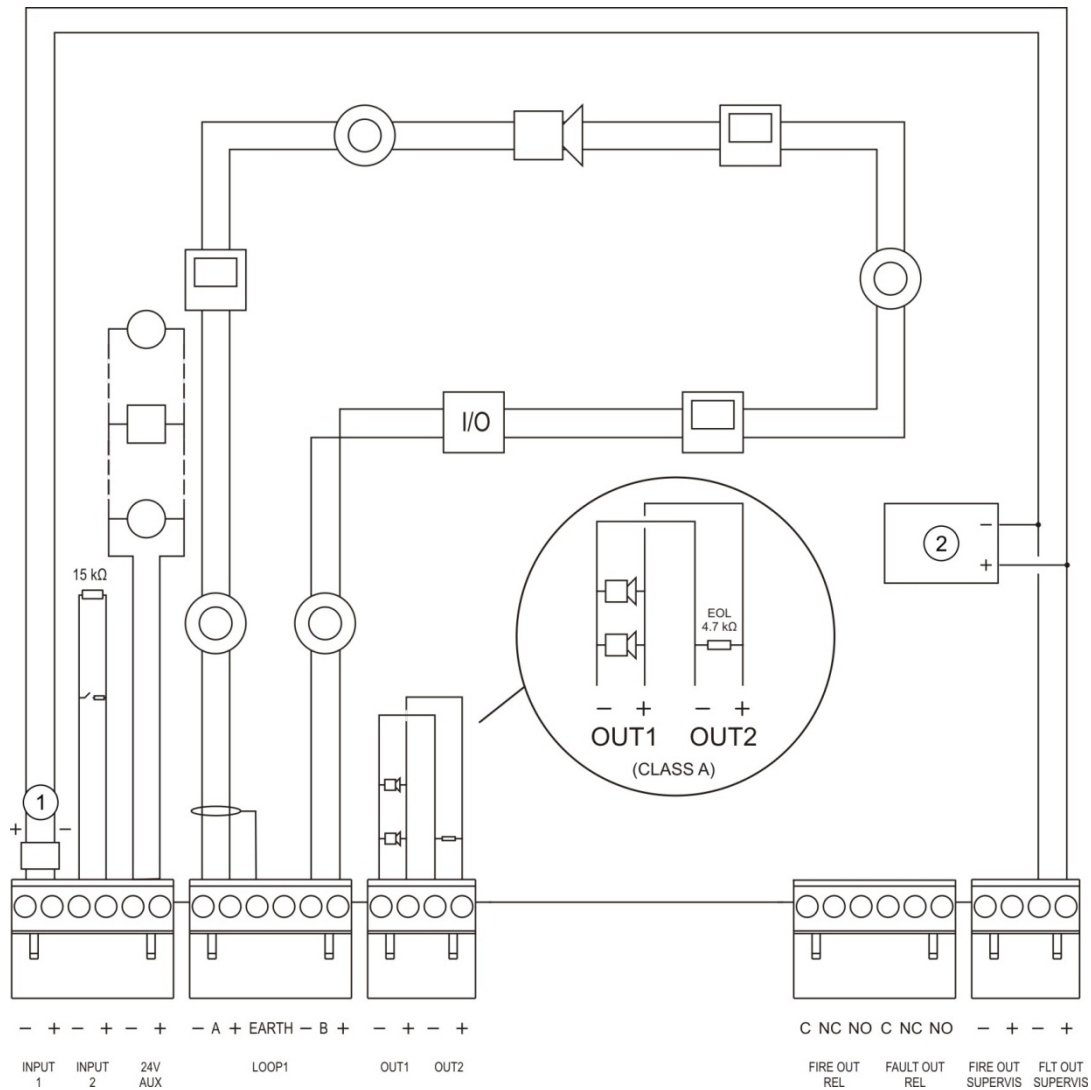 I/O
2
-
+
15 kΩ
EOL
4.7 kΩ
- + - +
OUT1 OUT2
(CLASS A)
1
+ -
- + - + - +
- A + EARTH - B +
- + - +
C NC NO C NC NO
- + - +
INPUT
1
INPUT
2
24V
AUX
LOOP1
OUT1
OUT2
FIRE OUT
REL
FAULT OUT
REL
FIRE OUT
SUPERVIS
FLT OUT
SUPERVIS